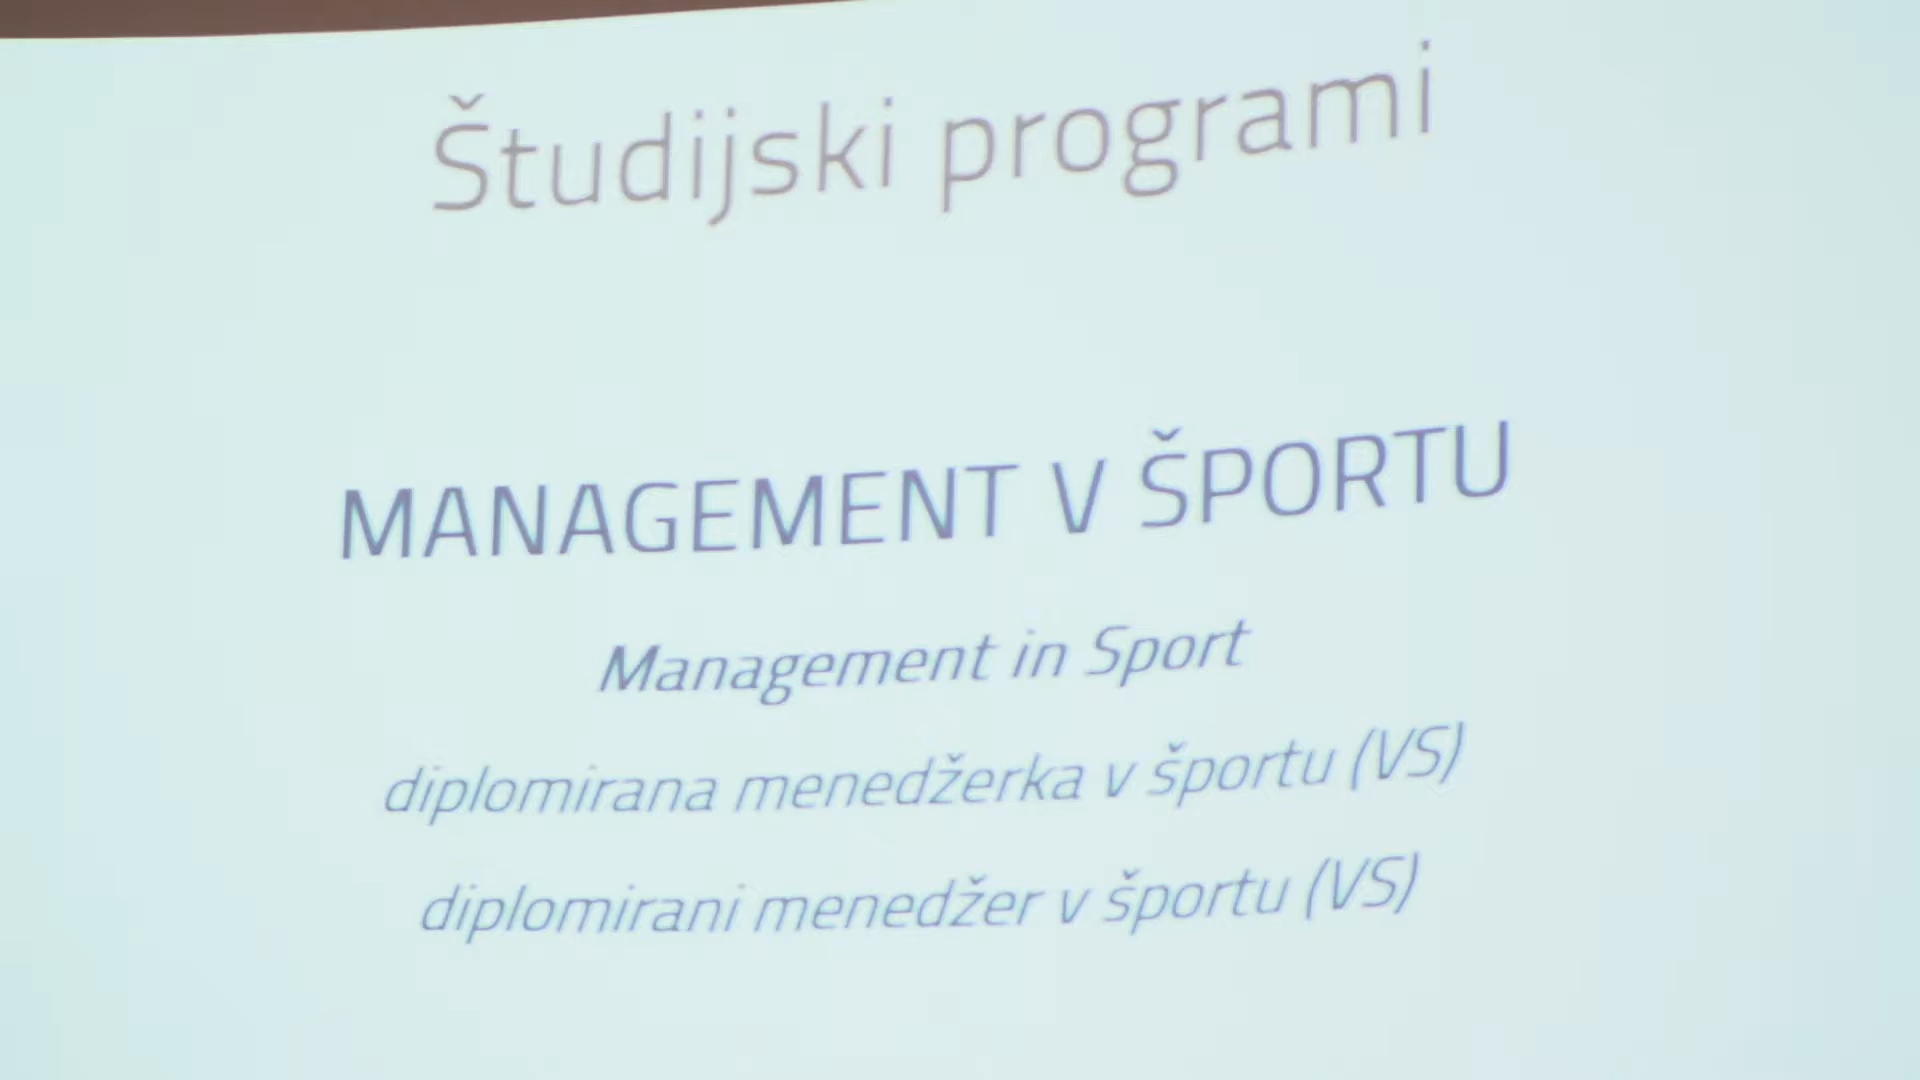 Študijski programi
MANAGEMENT V ŠPORTU
Management in Sport
diplomirana menedžerka v športu (VS)
diplomirani menedžer v športu (VS)